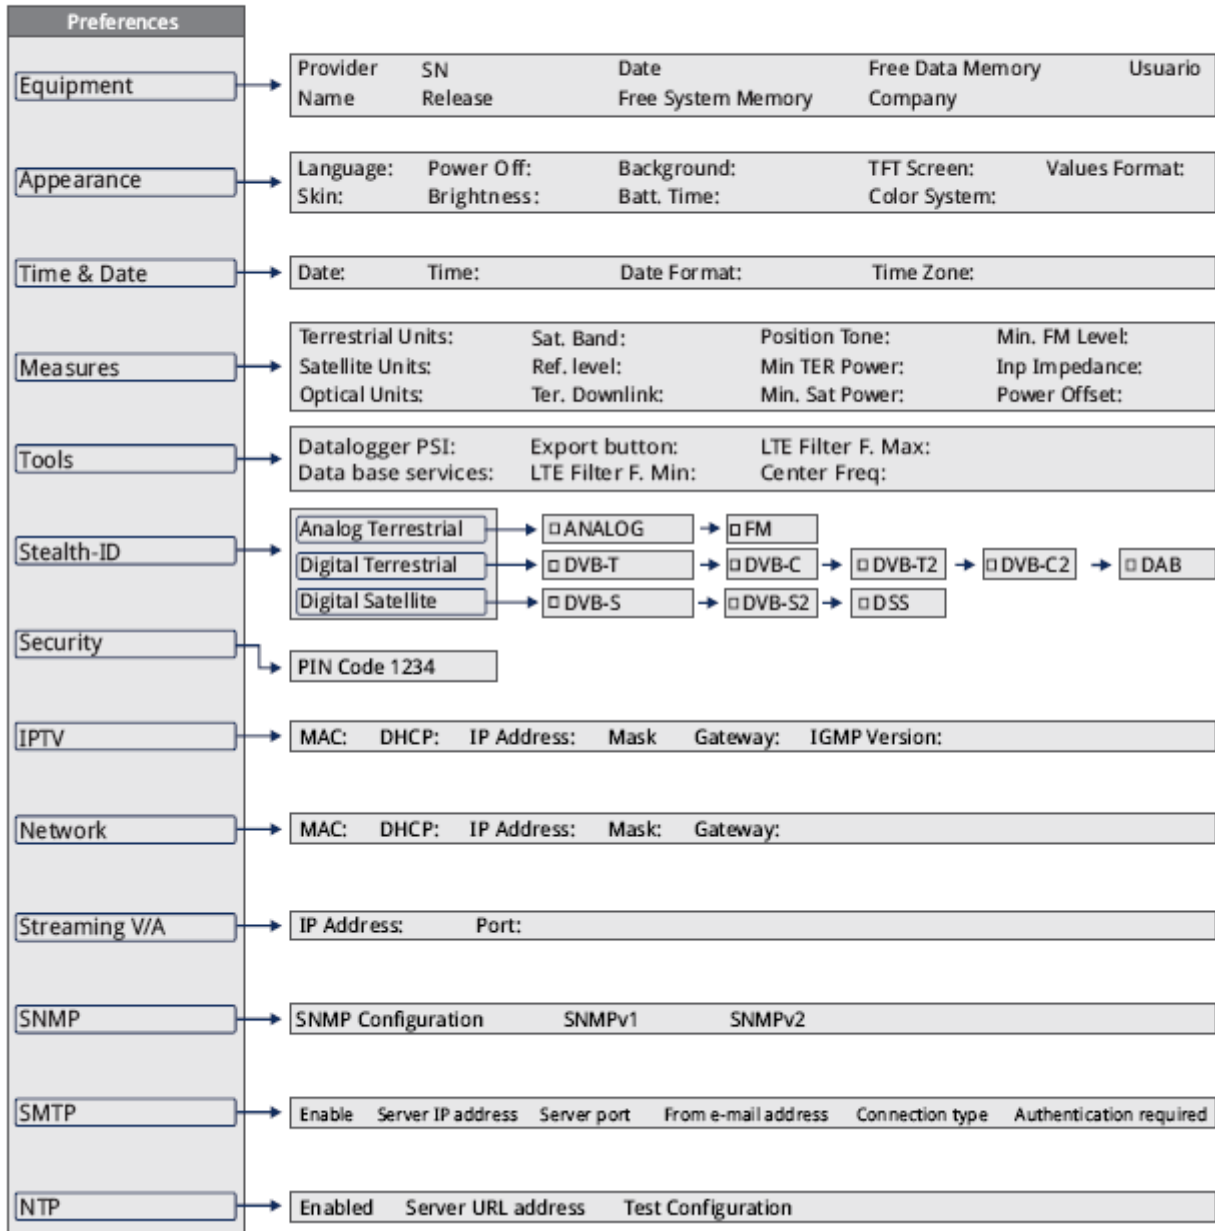 Preferences
Equipment
Provider SN Date Free Data Memory Usuario
Name Release Free System Memory Company
Appearance
Language: Power Off: Background: TFT Screen: Values Format:
Skin: Brightness: Batt. Time: Color System:
Time & Date
Date: Time: Date Format: Time Zone:
Measures
Terrestrial Units: Sat. Band: Position Tone: Min. FM Level:
Satellite Units: Ref. level: Min TER Power: Inp Impedance:
Optical Units: Ter. Downlink: Min. Sat Power: Power Offset:
Tools
Datalogger PSI: Export button: LTE Filter F. Max:
Data base services: LTE Filter F. Min: Center Freq:
Stealth-ID
Analog Terrestrial ANALOG FM
Digital Terrestrial DVB-T DVB-C DVB-T2 DVB-C2 DAB
Digital Satellite DVB-S DVB-S2 DSS
Security
PIN Code 1234
IPTV
MAC: DHCP: IP Address: Mask Gateway: IGMP Version:
Network
MAC: DHCP: IP Address: Mask: Gateway:
Streaming V/A
IP Address: Port:
SNMP
SNMP Configuration SNMPv1 SNMPv2
SMTP
Enable Server IP address Server port From e-mail address Connection type Authentication required
NTP
Enabled Server URL address Test Configuration